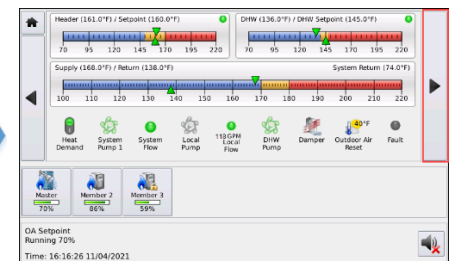 Header (161.0°F) / Setpoint (160.0°F)
DHW (136.0°F) / DHW Setpoint (145.0°F)
70 95 120 145 170 195 220
70 95 120 145 170 195 220
Supply (168.0°F) / Return (138.0°F)
System Return (74.0°F)
100 110 120 130 140 150 160 170 180 190 200 210 220
40°F
Heat Demand
System Pump 1
System Flow
Local Pump
118 GPM Local Flow
DHW Pump
Damper
Outdoor Air Reset
Fault
Master
Member 2
Member 3
70%
86%
59%
OA Setpoint
Running 70%
Time: 16:16:26 11/04/2021